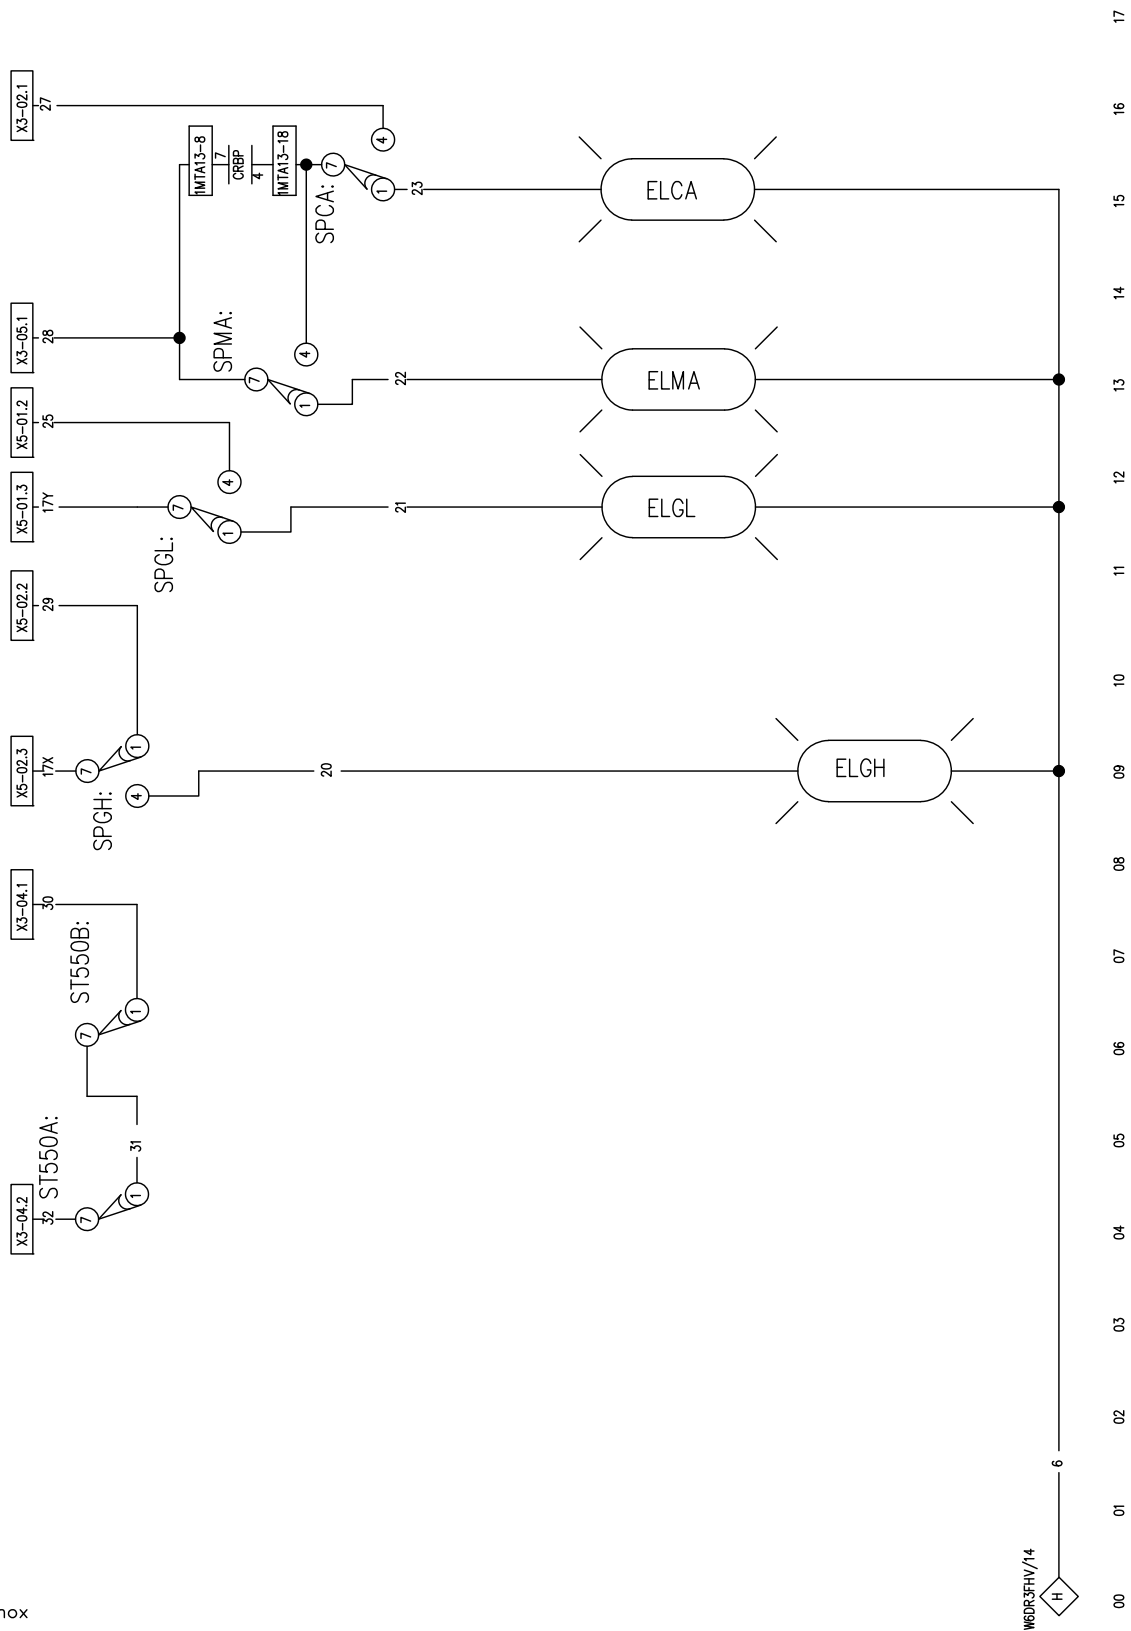 X3-04.2
32
ST550A:
7
1
31
ST550B:
7
1
X3-04.1
30
X5-02.3
17X
SPGH:
7
1
4
20
X5-02.2
29
X5-01.3
17Y
SPGL:
7
1
4
21
X5-01.2
25
X3-05.1
28
SPMA:
7
1
4
22
1MTA13-8
7
CRBP
4
1MTA13-18
SPCA:
7
1
4
23
X3-02.1
27
ELGH
ELGL
ELMA
ELCA
W6DR3FHV/14
H
6
00 01 02 03 04 05 06 07 08 09 10 11 12 13 14 15 16 17
nox